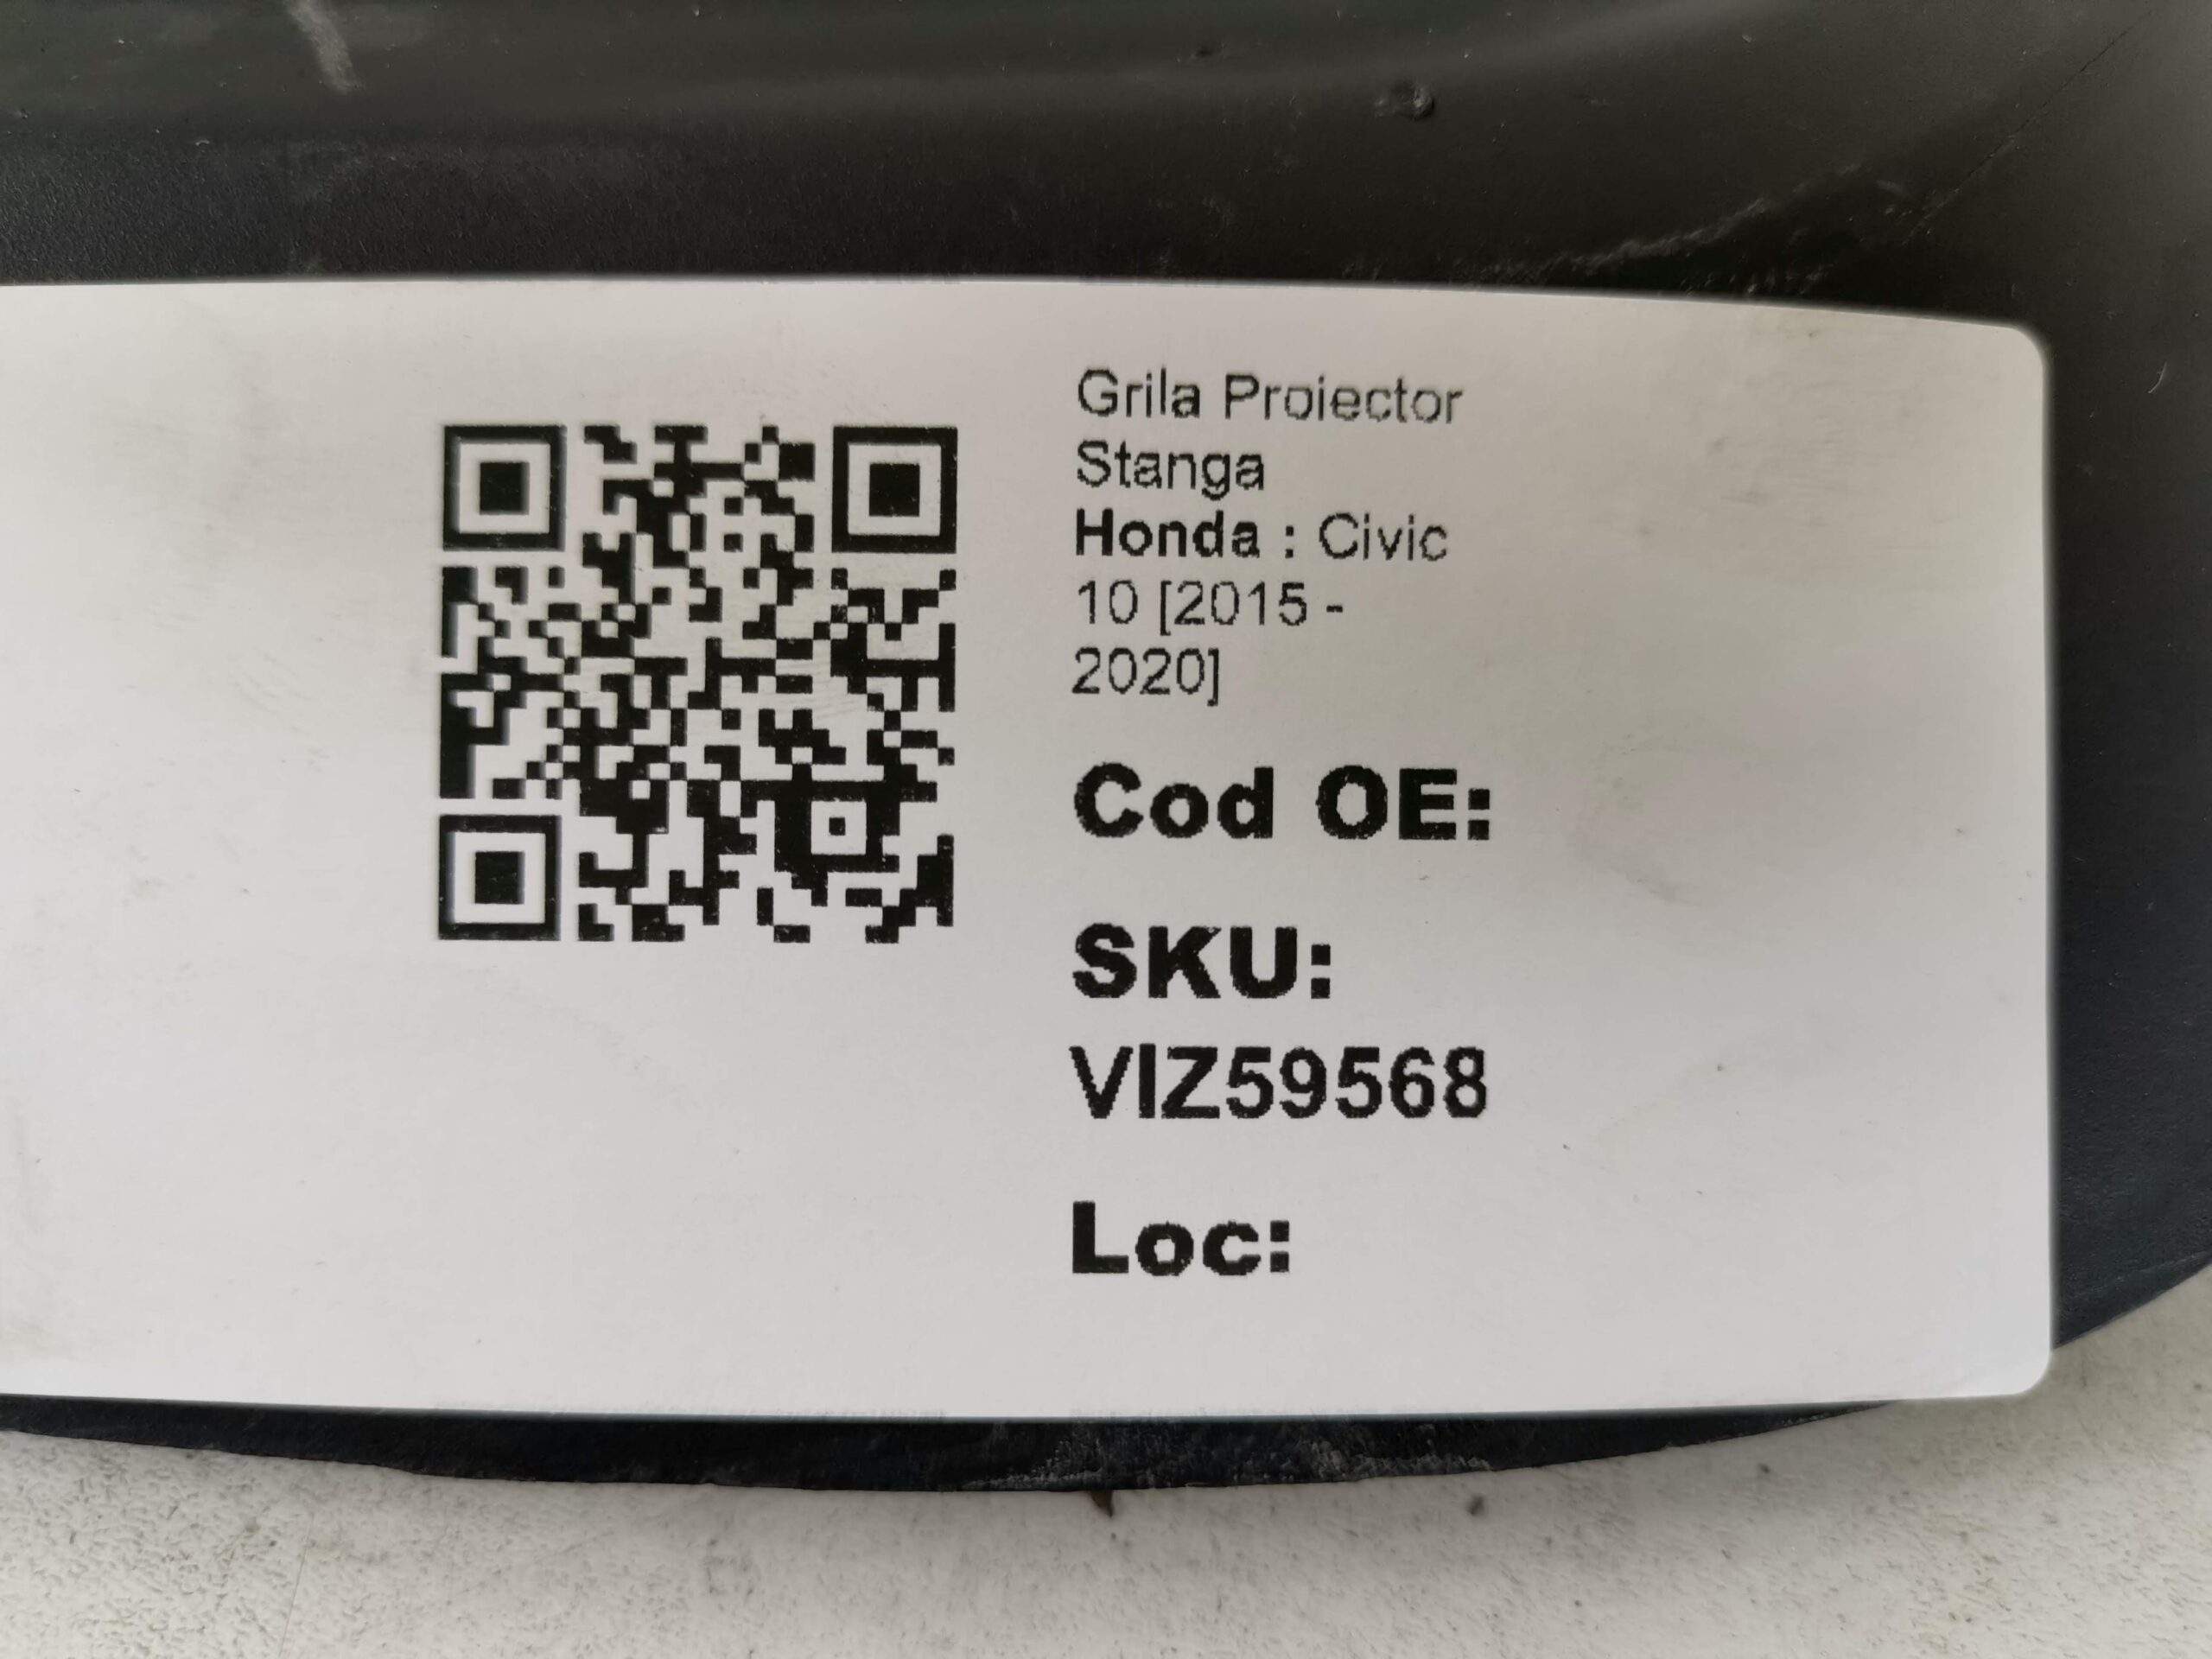 Grila Proiector
Stanga
Honda : Civic
10 [2015 -
2020]
Cod OE:
SKU:
VIZ59568
Loc: